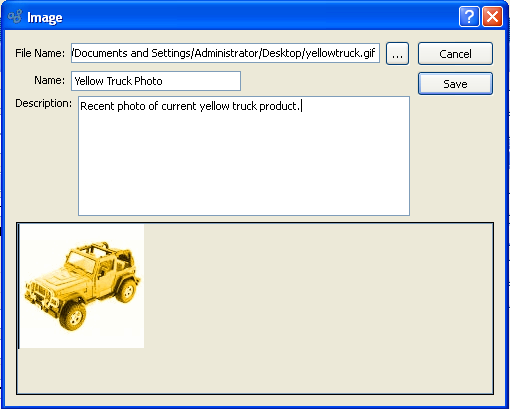 Image
File Name: /Documents and Settings/Administrator/Desktop/yellowtruck.gif ... Cancel
Name: Yellow Truck Photo Save
Description: Recent photo of current yellow truck product.